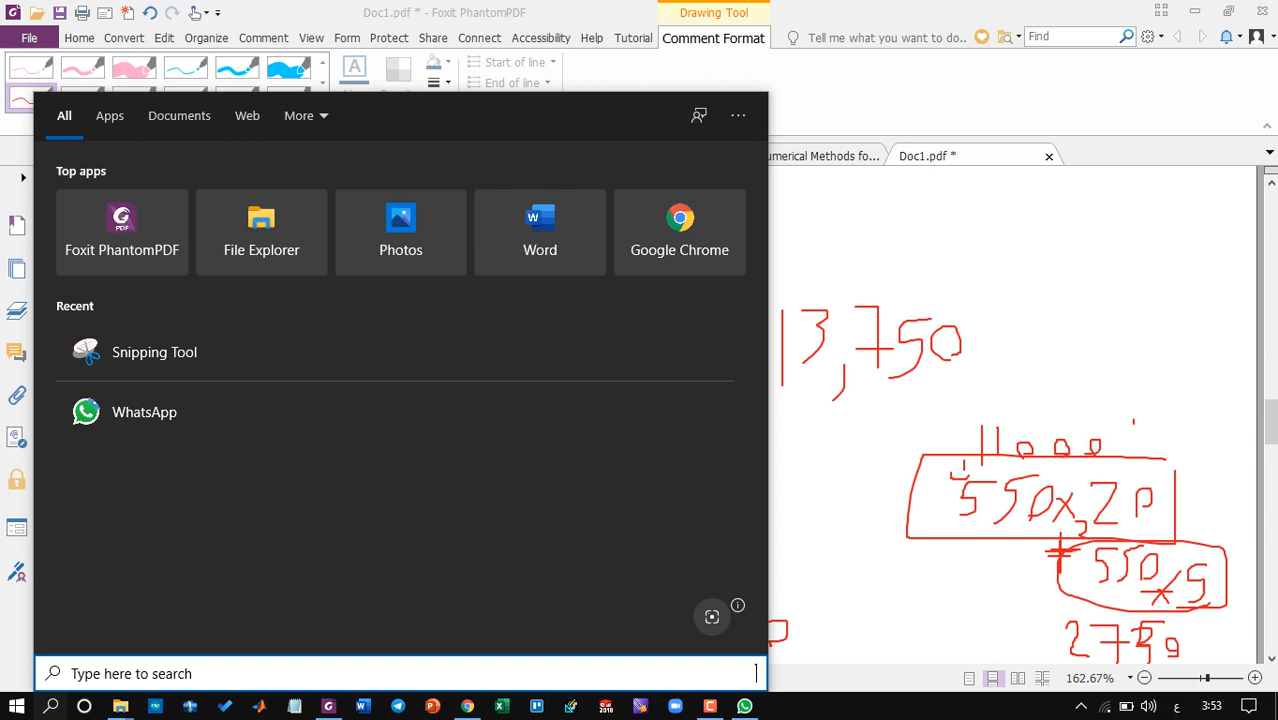 Doc1.pdf * - Foxit PhantomPDF
Drawing Tool
File Home Convert Edit Organize Comment View Form Protect Share Connect Accessibility Help Tutorial Comment Format
Tell me what you want to do..
Find
Start of line
End of line
umerical Methods fo...
Doc1.pdf *
All Apps Documents Web More
Top apps
Foxit PhantomPDF File Explorer Photos Word Google Chrome
Recent
Snipping Tool
WhatsApp
Type here to search
13,750
11000
550x20
+ 550x5
162.67%
ع
3:53